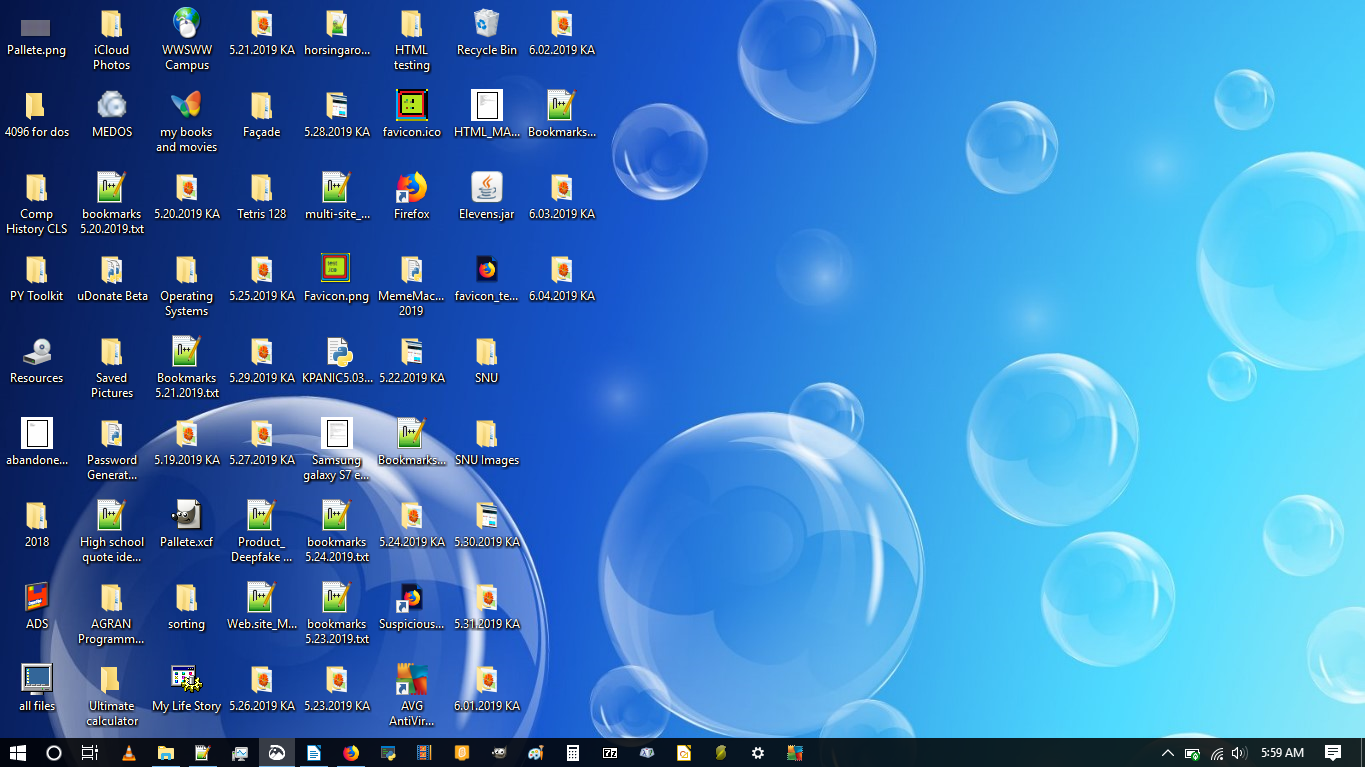 Pallete.png
iCloud
Photos
WWSWW
Campus
5.21.2019 KA
horsingaro...
HTML
testing
Recycle Bin
6.02.2019 KA
4096 for dos
MEDOS
my books
and movies
Façade
5.28.2019 KA
favicon.ico
HTML_MA...
Bookmarks...
Comp
History CLS
bookmarks
5.20.2019.txt
5.20.2019 KA
Tetris 128
multi-site_...
Firefox
Elevens.jar
6.03.2019 KA
PY Toolkit
uDonate Beta
Operating
Systems
5.25.2019 KA
Favicon.png
MemeMac...
2019
favicon_te...
6.04.2019 KA
Resources
Saved
Pictures
Bookmarks
5.21.2019.txt
5.29.2019 KA
KPANIC5.03...
5.22.2019 KA
SNU
abandone...
Password
Generat...
5.19.2019 KA
5.27.2019 KA
Samsung
galaxy S7 e...
Bookmarks...
SNU Images
2018
High school
quote ide...
Pallete.xcf
Product_
Deepfake ...
bookmarks
5.24.2019.txt
5.24.2019 KA
5.30.2019 KA
ADS
AGRAN
Programm...
sorting
Web.site_M...
bookmarks
5.23.2019.txt
Suspicious...
5.31.2019 KA
all files
Ultimate
calculator
My Life Story
5.26.2019 KA
5.23.2019 KA
AVG
AntiVir...
6.01.2019 KA
5:59 AM